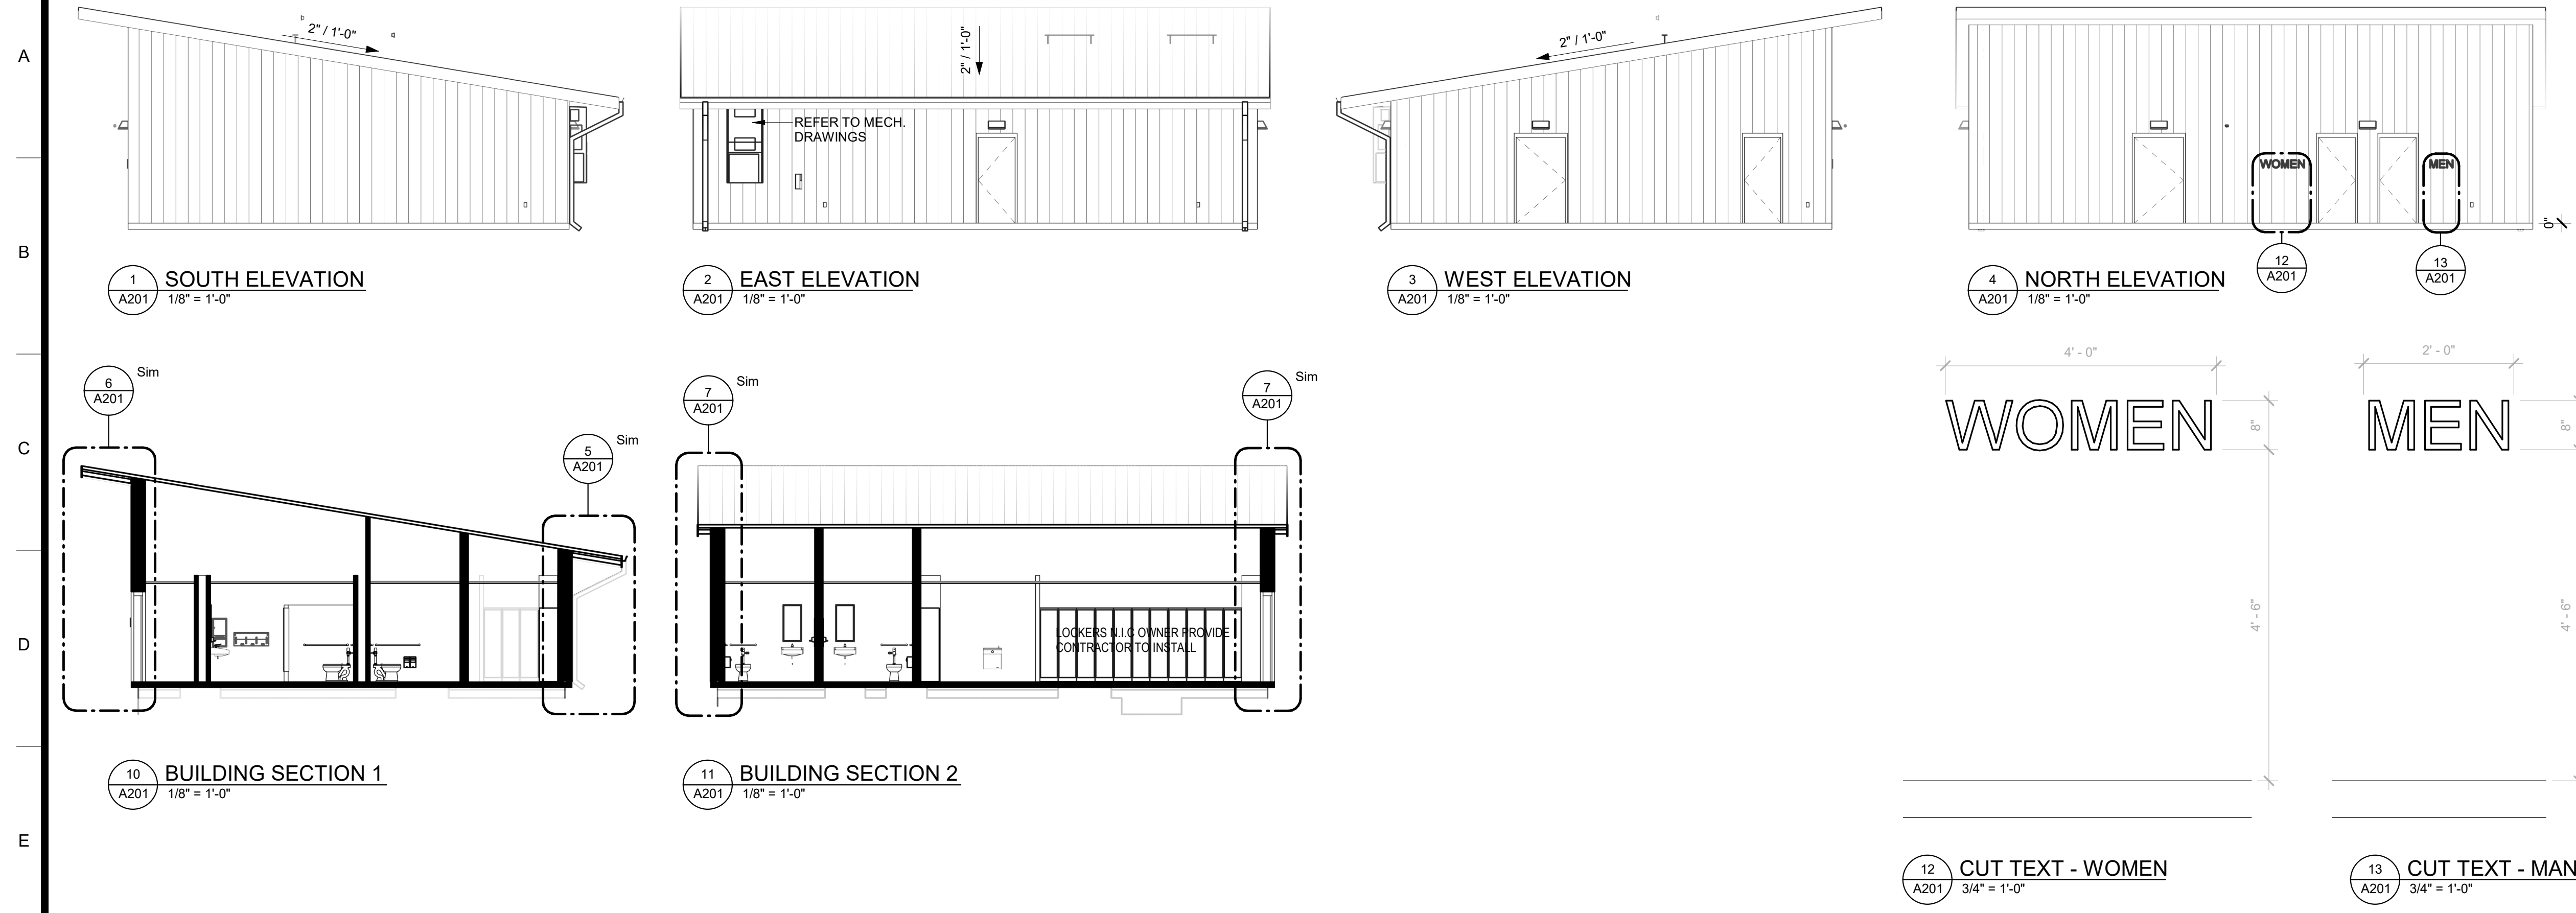 A
B
C
D
E
2" / 1'-0"
1
A201
SOUTH ELEVATION
1/8" = 1'-0"
2" / 1'-0"
REFER TO MECH.
DRAWINGS
2
A201
EAST ELEVATION
1/8" = 1'-0"
2" / 1'-0"
3
A201
WEST ELEVATION
1/8" = 1'-0"
WOMEN
MEN
12
A201
13
A201
4
A201
NORTH ELEVATION
1/8" = 1'-0"
6
A201
Sim
5
A201
Sim
10
A201
BUILDING SECTION 1
1/8" = 1'-0"
7
A201
Sim
7
A201
Sim
LOCKERS N.I.C OWNER PROVIDE
CONTRACTOR TO INSTALL
11
A201
BUILDING SECTION 2
1/8" = 1'-0"
4' - 0"
WOMEN
8"
4' - 6"
12
A201
CUT TEXT - WOMEN
3/4" = 1'-0"
2' - 0"
MEN
8"
4' - 6"
13
A201
CUT TEXT - MAN
3/4" = 1'-0"